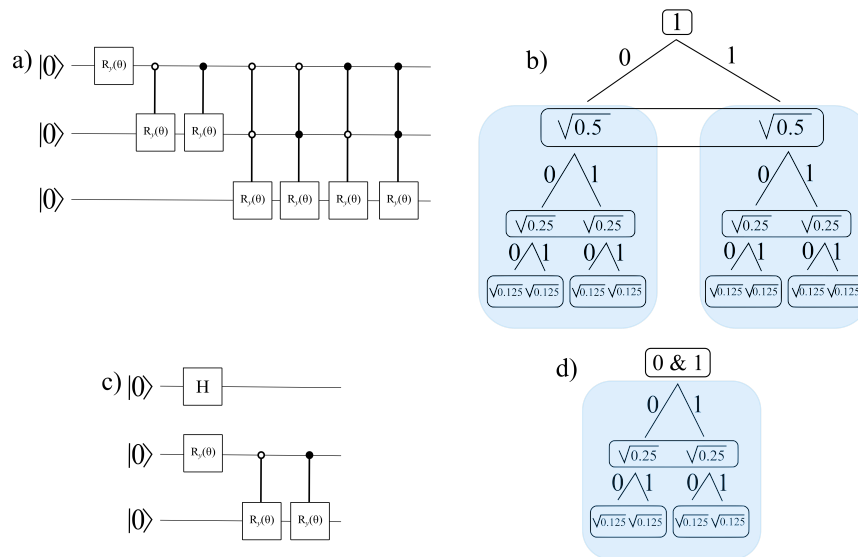 a) |0⟩ R_y(θ)
|0⟩ R_y(θ) R_y(θ)
|0⟩ R_y(θ) R_y(θ) R_y(θ) R_y(θ)
b) 1
0 1
√0.5 √0.5
0 1 0 1
√0.25 √0.25 √0.25 √0.25
0 1 0 1 0 1 0 1
√0.125 √0.125 √0.125 √0.125 √0.125 √0.125 √0.125 √0.125
c) |0⟩ H
|0⟩ R_y(θ)
|0⟩ R_y(θ) R_y(θ)
d) 0 & 1
0 1
√0.25 √0.25
0 1 0 1
√0.125 √0.125 √0.125 √0.125